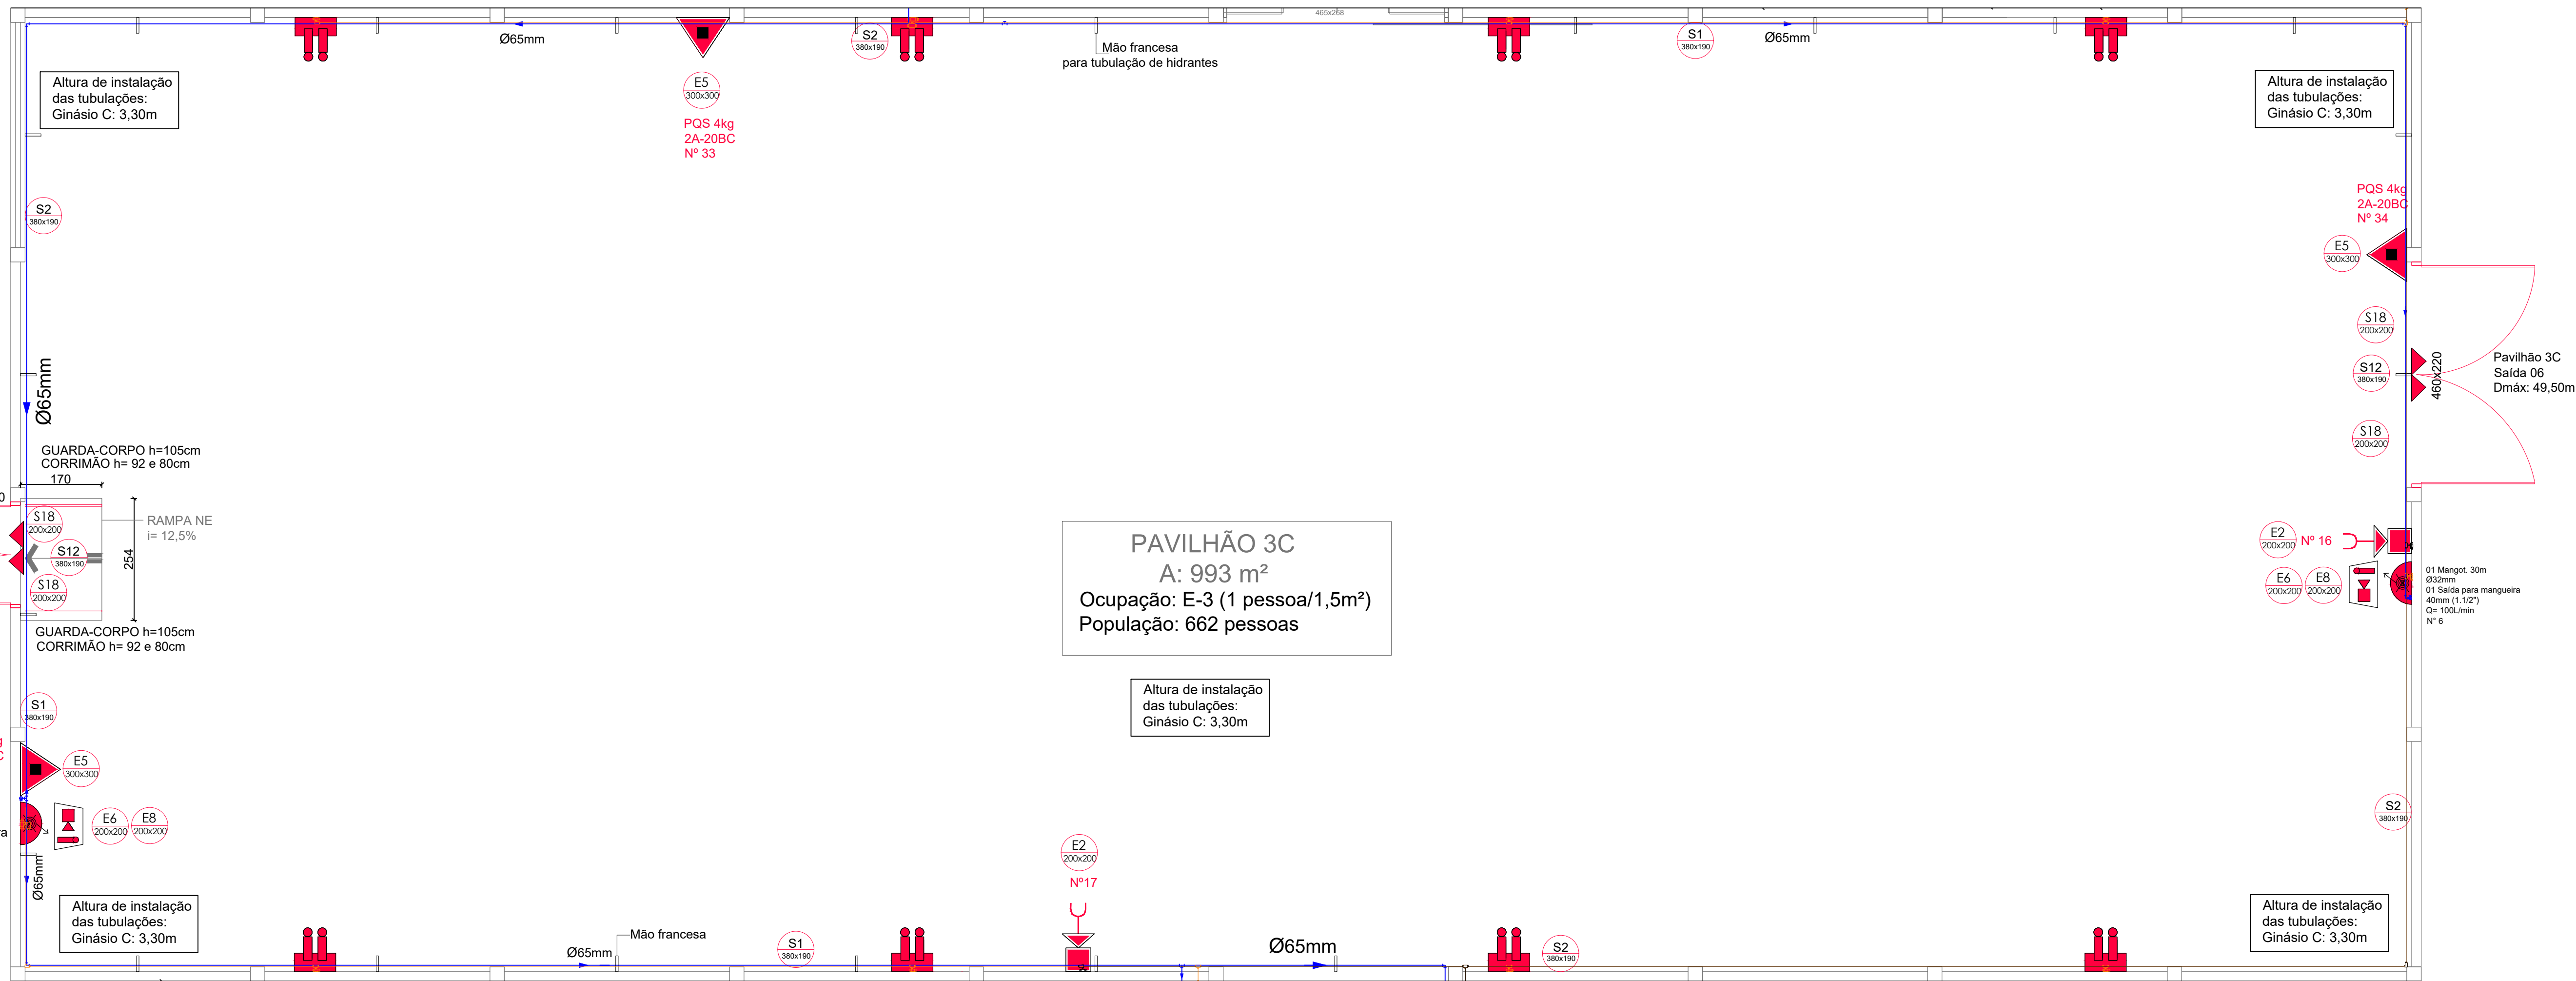 465x268
Ø65mm
S2
380x190
Mão francesa
para tubulação de hidrantes
S1
380x190
Ø65mm
Altura de instalação
das tubulações:
Ginásio C: 3,30m
E5
300x300
PQS 4kg
2A-20BC
Nº 33
Altura de instalação
das tubulações:
Ginásio C: 3,30m
S2
380x190
PQS 4kg
2A-20BC
Nº 34
E5
300x300
S18
200x200
S12
380x190
460x220
Pavilhão 3C
Saída 06
Dmáx: 49,50m
S18
200x200
Ø65mm
GUARDA-CORPO h=105cm
CORRIMÃO h= 92 e 80cm
170
S18
200x200
RAMPA NE
i= 12,5%
S12
380x190
254
S18
200x200
GUARDA-CORPO h=105cm
CORRIMÃO h= 92 e 80cm
PAVILHÃO 3C
A: 993 m²
Ocupação: E-3 (1 pessoa/1,5m²)
População: 662 pessoas
E2
200x200
Nº 16
E6
200x200
E8
200x200
01 Mangot. 30m
Ø32mm
01 Saída para mangueira
40mm (1.1/2")
Q= 100L/min
N° 6
Altura de instalação
das tubulações:
Ginásio C: 3,30m
S1
380x190
E5
300x300
E6
200x200
E8
200x200
Ø65mm
S2
380x190
E2
200x200
Nº17
Altura de instalação
das tubulações:
Ginásio C: 3,30m
Altura de instalação
das tubulações:
Ginásio C: 3,30m
Mão francesa
Ø65mm
S1
380x190
Ø65mm
S2
380x190